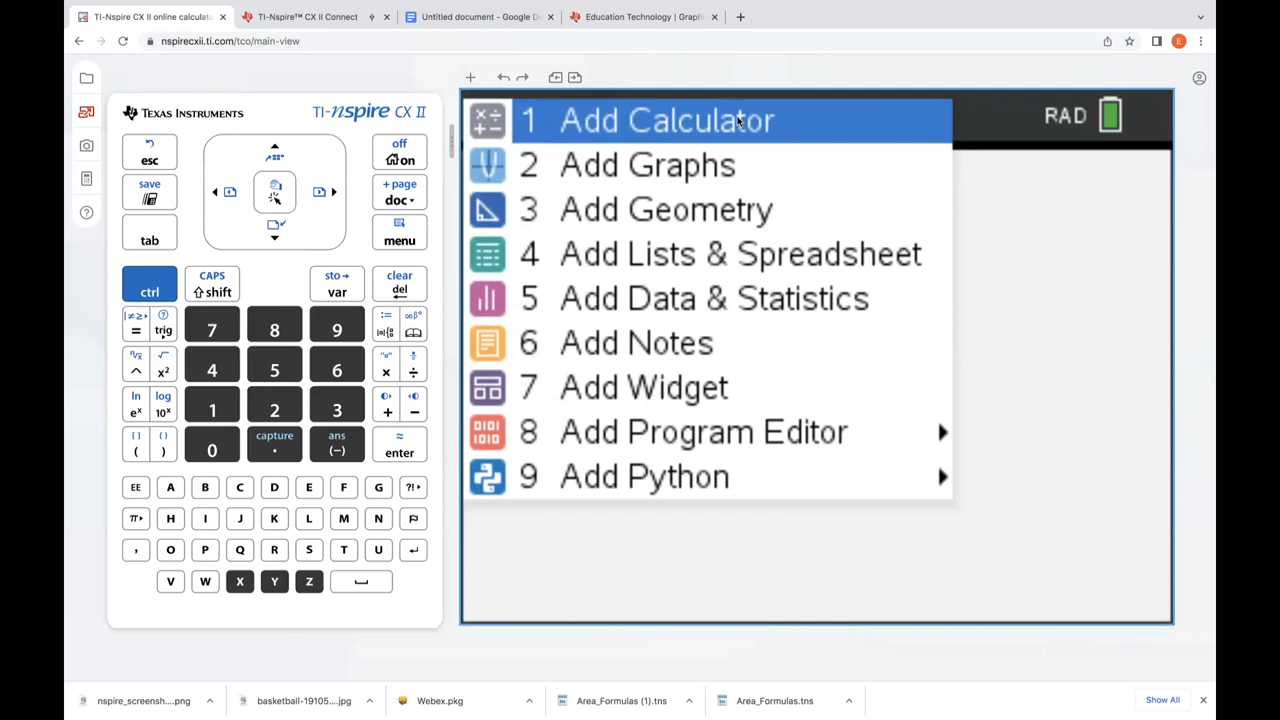 TI-Nspire CX II online calculat
TI-Nspire™ CX II Connect
Untitled document - Google D
Education Technology | Graph
nspirecxii.ti.com/tco/main-view
E
TEXAS INSTRUMENTS
TI-nspire CX II
esc
off
on
save
+ page
doc
tab
menu
ctrl
CAPS
shift
sto→
var
clear
del
|≠≥▸
=
?
trig
7
8
9
:=
∞β°
^
√
x²
4
5
6
"∘"
×
÷
ln
eˣ
log
10ˣ
1
2
3
+
−
[ ]
(
{ }
)
0
capture
.
ans
(−)
≈
enter
EE
A
B
C
D
E
F
G
?!▸
π▸
H
I
J
K
L
M
N
,
O
P
Q
R
S
T
U
V
W
X
Y
Z
RAD
1 Add Calculator
2 Add Graphs
3 Add Geometry
4 Add Lists & Spreadsheet
5 Add Data & Statistics
6 Add Notes
7 Add Widget
8 Add Program Editor
9 Add Python
nspire_screensh....png
basketball-19105....jpg
Webex.pkg
Area_Formulas (1).tns
Area_Formulas.tns
Show All